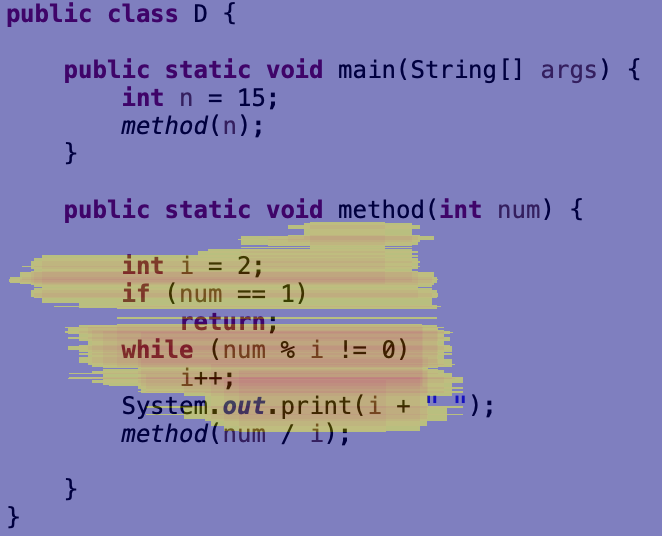 public class D {
public static void main(String[] args) {
int n = 15;
method(n);
}
public static void method(int num) {
int i = 2;
if (num == 1)
return;
while (num % i != 0)
i++;
System.out.print(i + " ");
method(num / i);
}
}